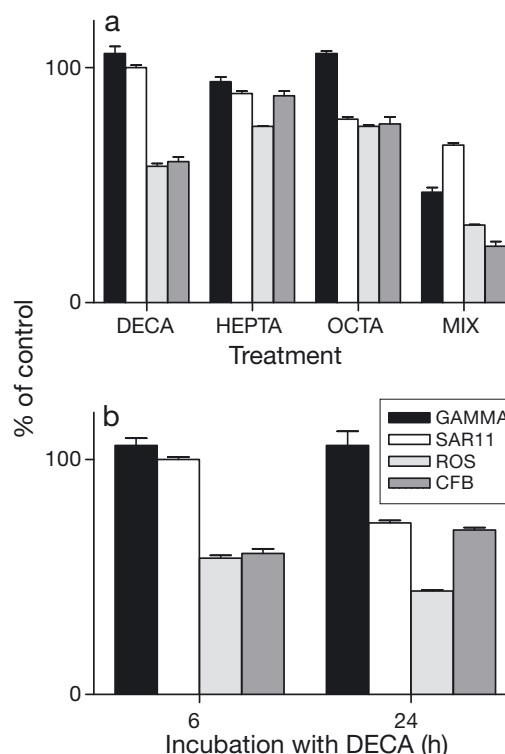 a
100
0
DECA HEPTA OCTA MIX
Treatment
% of control
b
GAMMA
SAR11
ROS
CFB
100
0
6 24
Incubation with DECA (h)